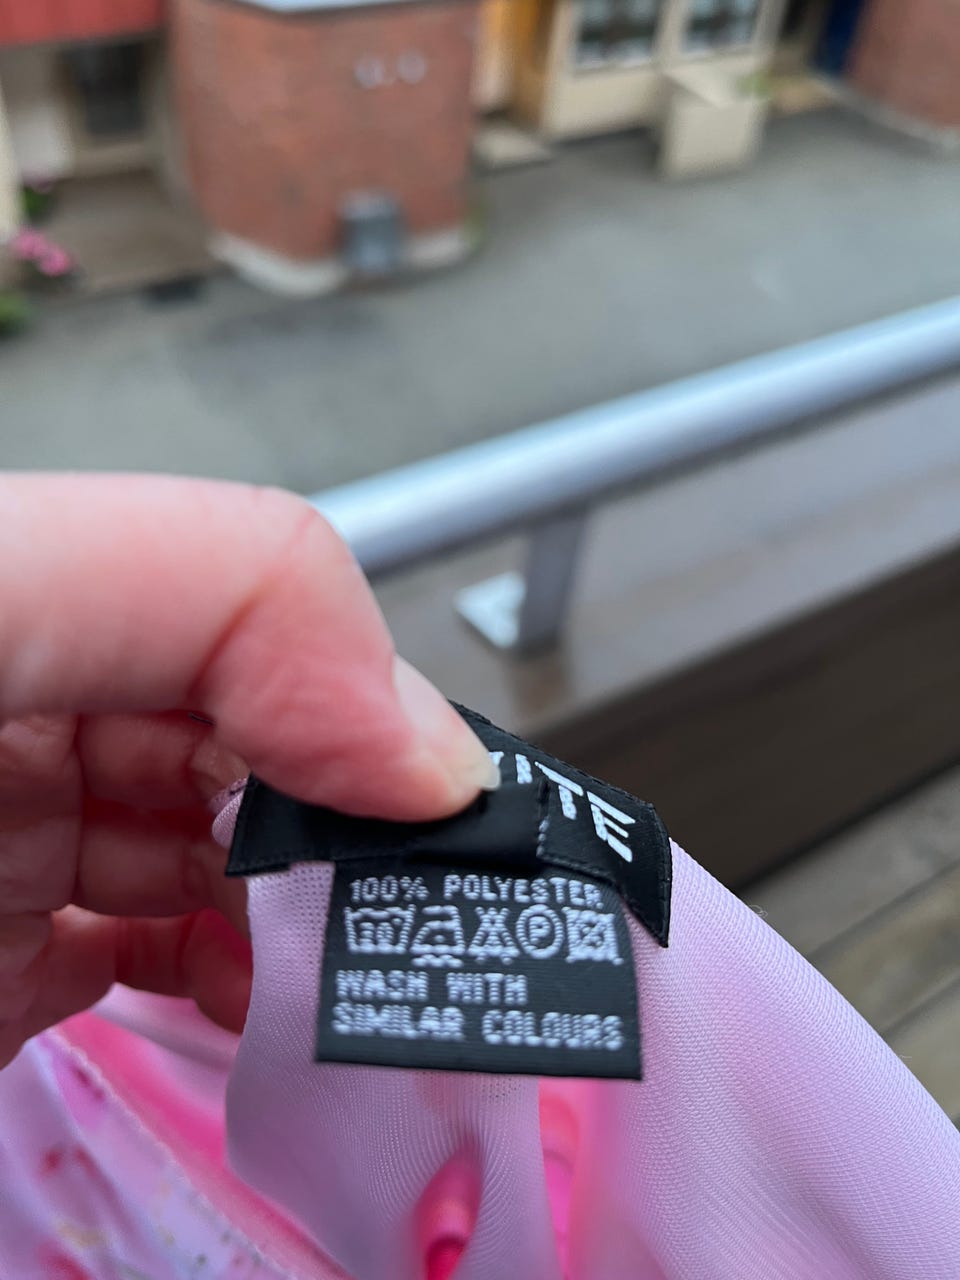 100% POLYESTER
P
WASH WITH
SIMILAR COLOURS